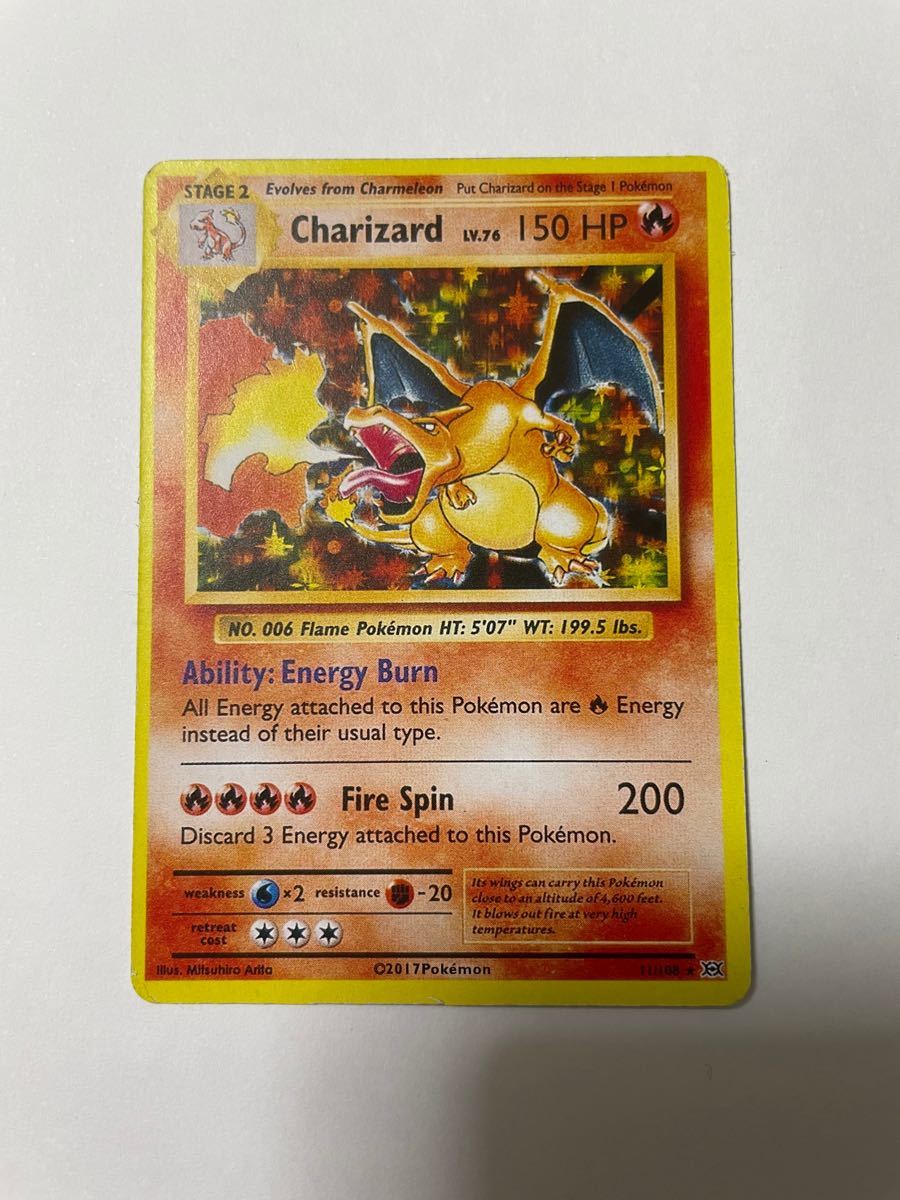 STAGE 2 Evolves from Charmeleon Put Charizard on the Stage 1 Pokémon
Charizard LV.76 150 HP
NO. 006 Flame Pokémon HT: 5'07" WT: 199.5 lbs.
Ability: Energy Burn
All Energy attached to this Pokémon are Energy
instead of their usual type.
Fire Spin 200
Discard 3 Energy attached to this Pokémon.
weakness ×2 resistance -20
retreat
cost
Its wings can carry this Pokémon
close to an altitude of 4,600 feet.
It blows out fire at very high
temperatures.
Illus. Mitsuhiro Arita ©2017Pokémon 11/108 ★